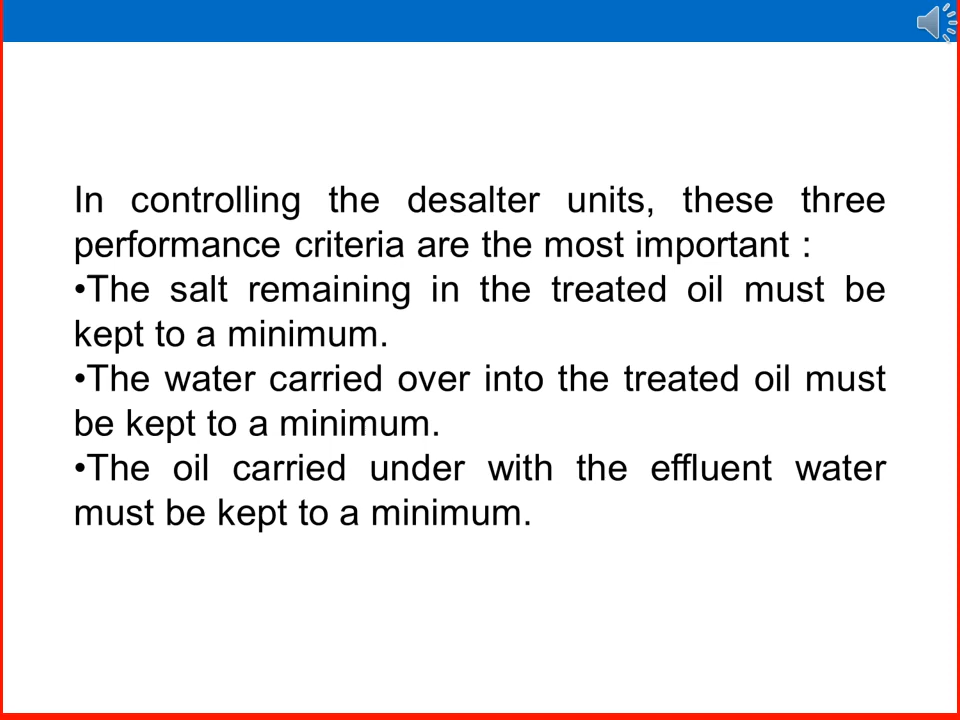 In controlling the desalter units, these three
performance criteria are the most important :
•The salt remaining in the treated oil must be
kept to a minimum.
•The water carried over into the treated oil must
be kept to a minimum.
•The oil carried under with the effluent water
must be kept to a minimum.